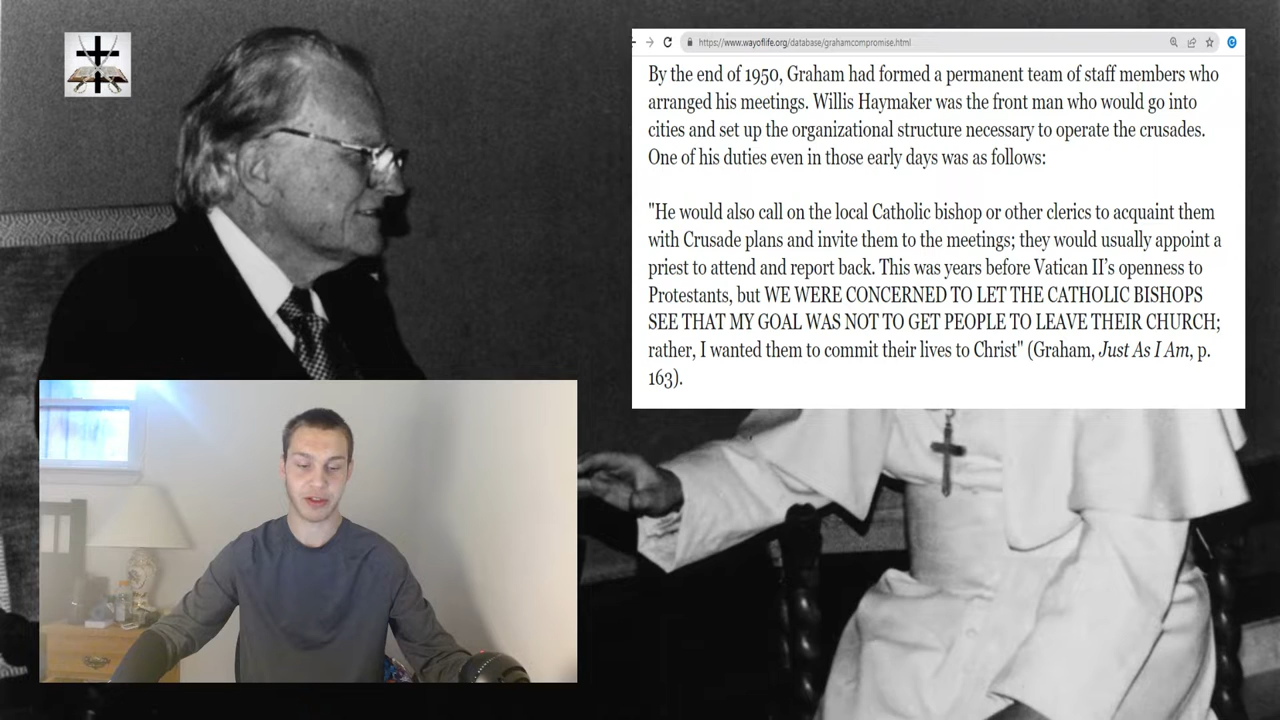 https://www.wayoflife.org/database/grahamcompromise.html
By the end of 1950, Graham had formed a permanent team of staff members who
arranged his meetings. Willis Haymaker was the front man who would go into
cities and set up the organizational structure necessary to operate the crusades.
One of his duties even in those early days was as follows:
"He would also call on the local Catholic bishop or other clerics to acquaint them
with Crusade plans and invite them to the meetings; they would usually appoint a
priest to attend and report back. This was years before Vatican II’s openness to
Protestants, but WE WERE CONCERNED TO LET THE CATHOLIC BISHOPS
SEE THAT MY GOAL WAS NOT TO GET PEOPLE TO LEAVE THEIR CHURCH;
rather, I wanted them to commit their lives to Christ" (Graham, Just As I Am, p.
163).